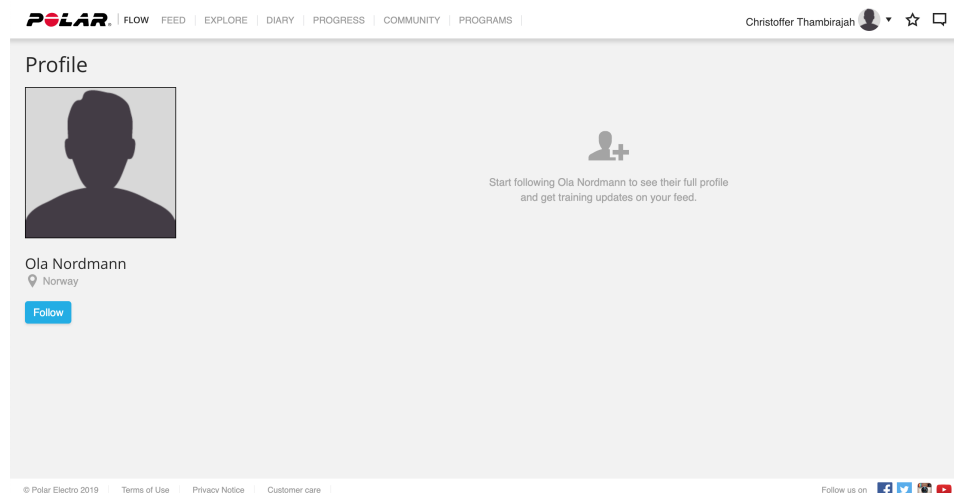 POLAR. FLOW FEED EXPLORE DIARY PROGRESS COMMUNITY PROGRAMS Christoffer Thambirajah
Profile
Start following Ola Nordmann to see their full profile
and get training updates on your feed.
Ola Nordmann
Norway
Follow
© Polar Electro 2019 Terms of Use Privacy Notice Customer care Follow us on